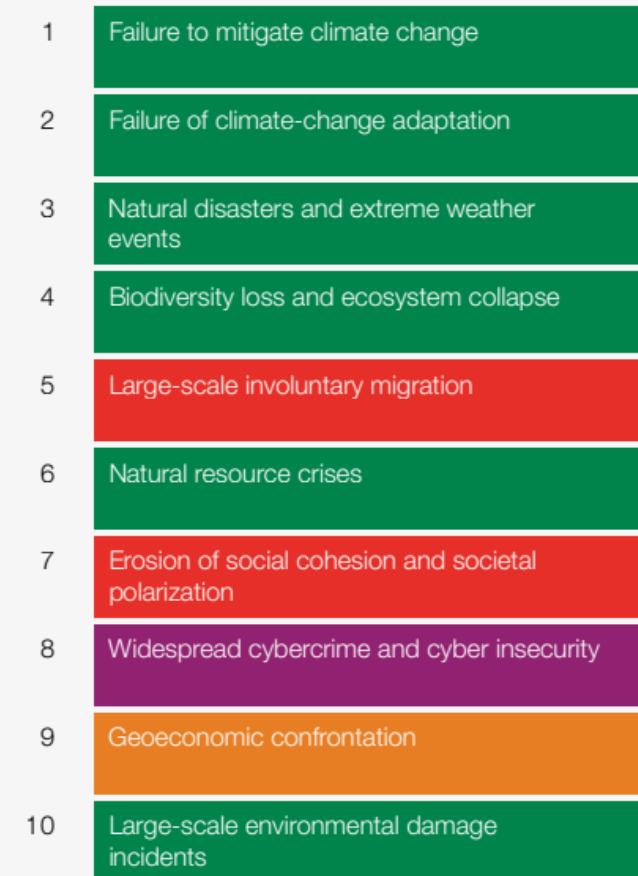 1 Failure to mitigate climate change
2 Failure of climate-change adaptation
3 Natural disasters and extreme weather
events
4 Biodiversity loss and ecosystem collapse
5 Large-scale involuntary migration
6 Natural resource crises
7 Erosion of social cohesion and societal
polarization
8 Widespread cybercrime and cyber insecurity
9 Geoeconomic confrontation
10 Large-scale environmental damage
incidents